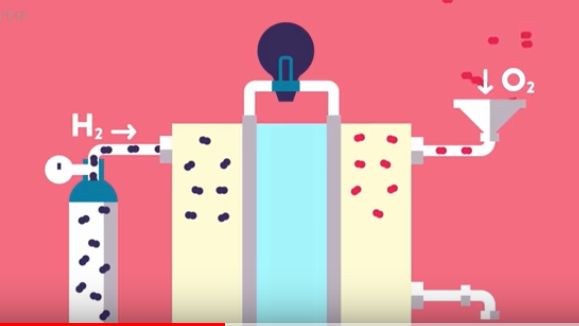 H₂ →
↓ O₂